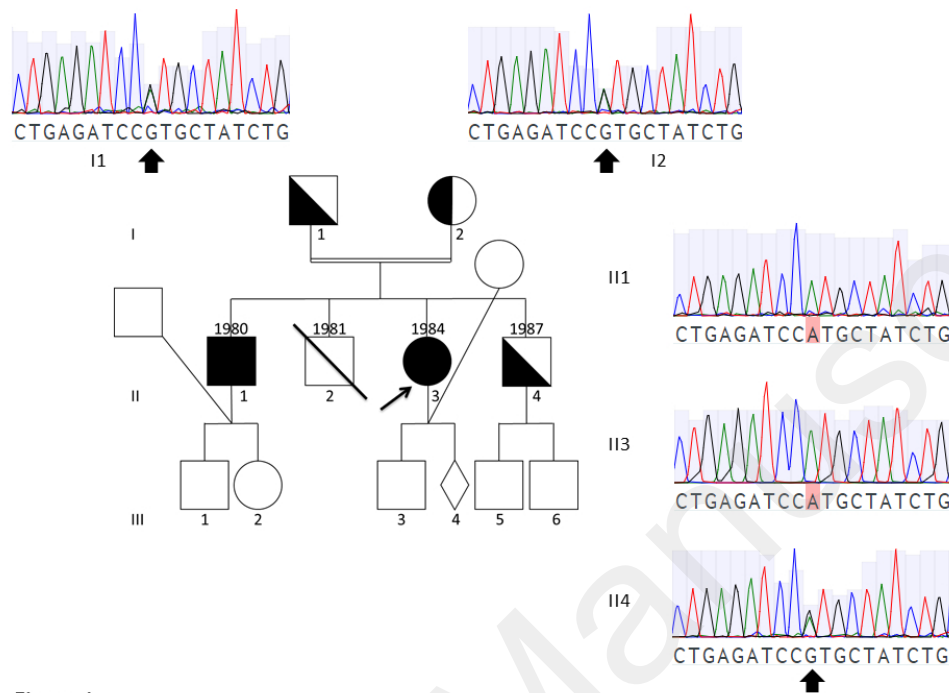 CTGAGATCCGTGCTATCTG
I1
CTGAGATCCGTGCTATCTG
I2
I
1
2
II1
CTGAGATCCATGCTATCTG
1980
1981
1984
1987
II
1
2
3
4
II3
CTGAGATCCATGCTATCTG
III
1
2
3
4
5
6
II4
CTGAGATCCGTGCTATCTG
Manusc